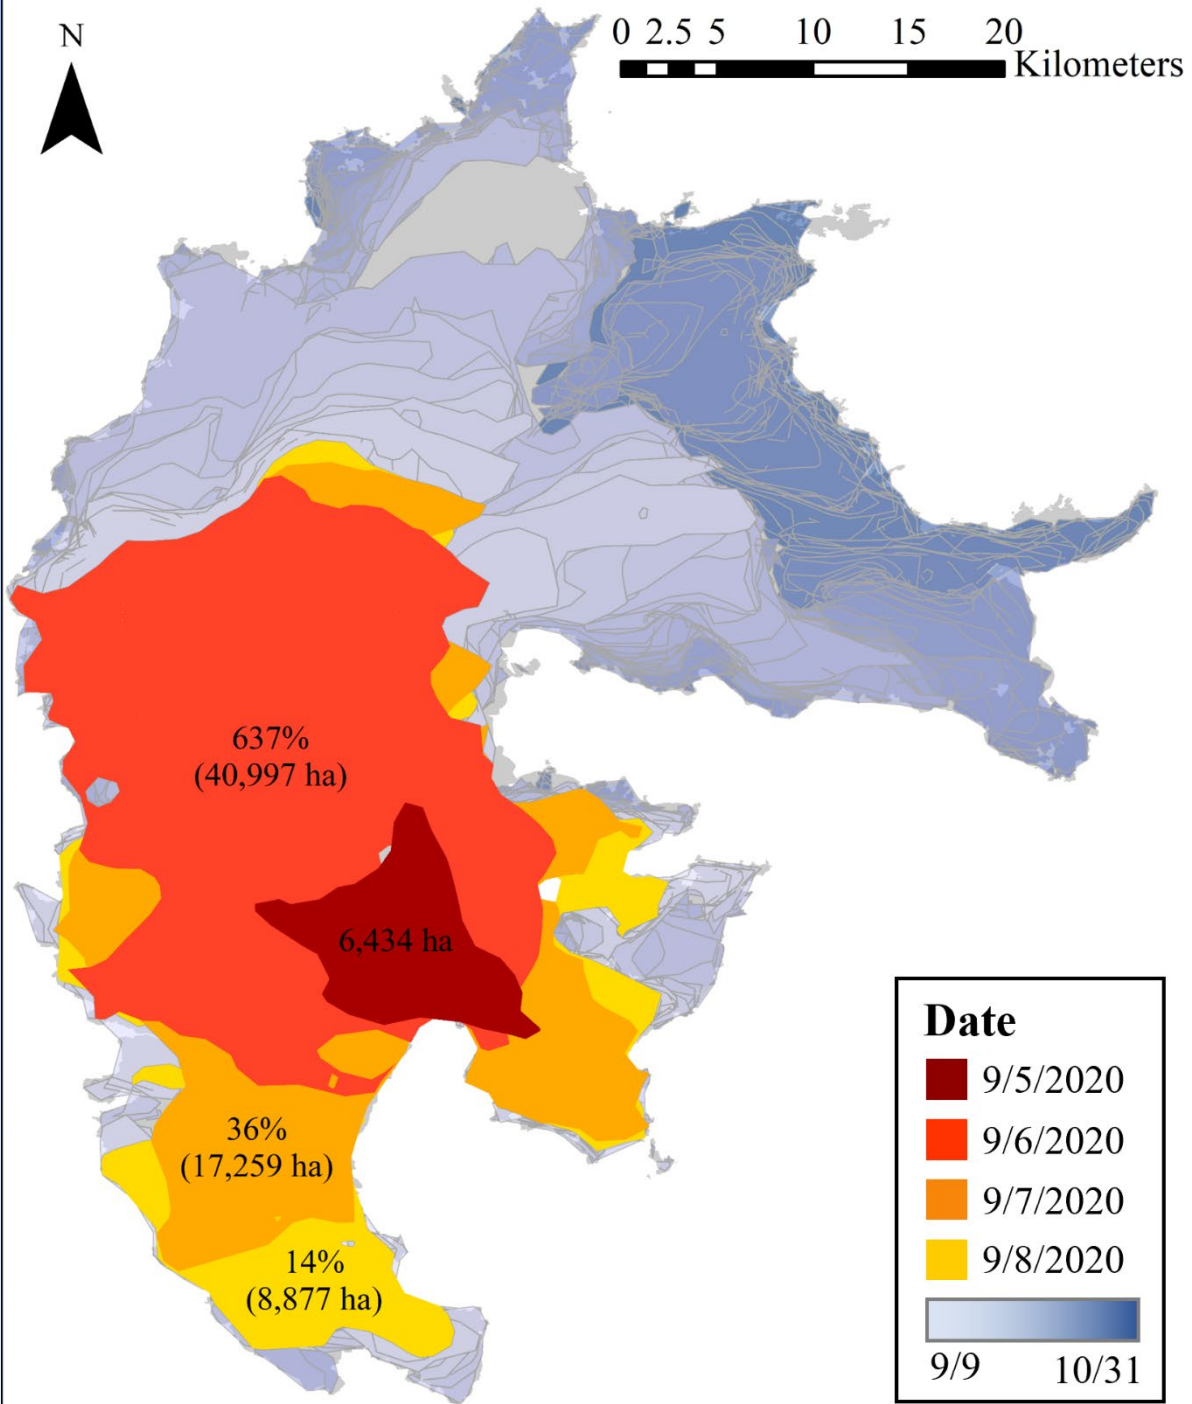 N
0 2.5 5 10 15 20
Kilometers
637%
(40,997 ha)
6,434 ha
36%
(17,259 ha)
14%
(8,877 ha)
Date
9/5/2020
9/6/2020
9/7/2020
9/8/2020
9/9 10/31